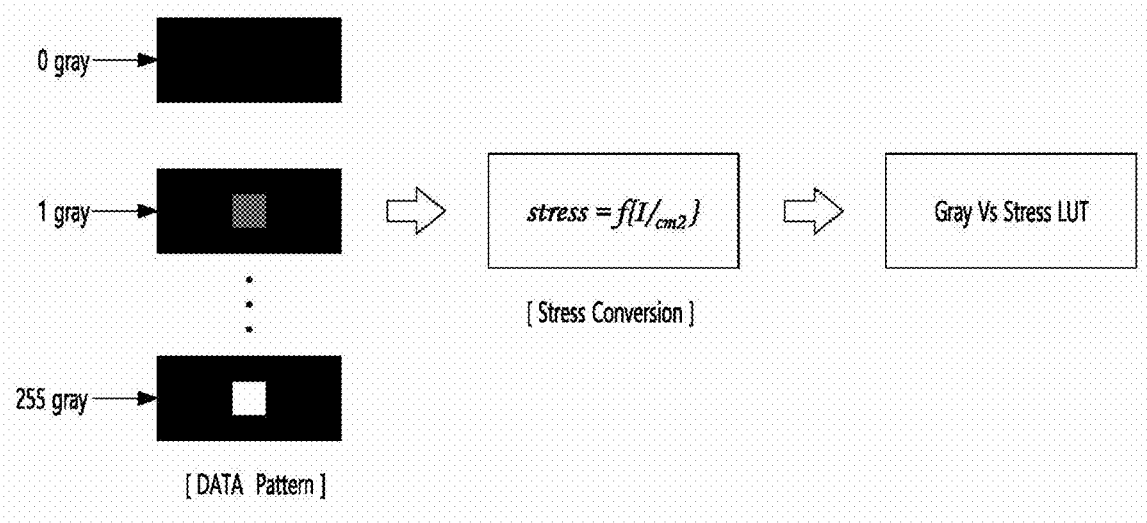 0 gray
1 gray
stress = f{I/cm2}
Gray Vs Stress LUT
[ Stress Conversion ]
255 gray
[ DATA Pattern ]